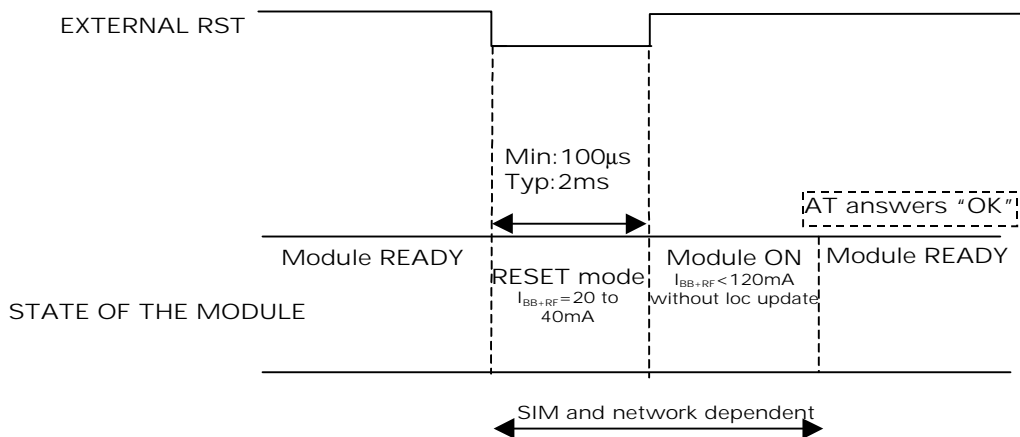 EXTERNAL RST
Min:100µs
Typ:2ms
AT answers "OK"
Module READY
RESET mode
IBB+RF=20 to
40mA
Module ON
IBB+RF<120mA
without loc update
Module READY
STATE OF THE MODULE
SIM and network dependent